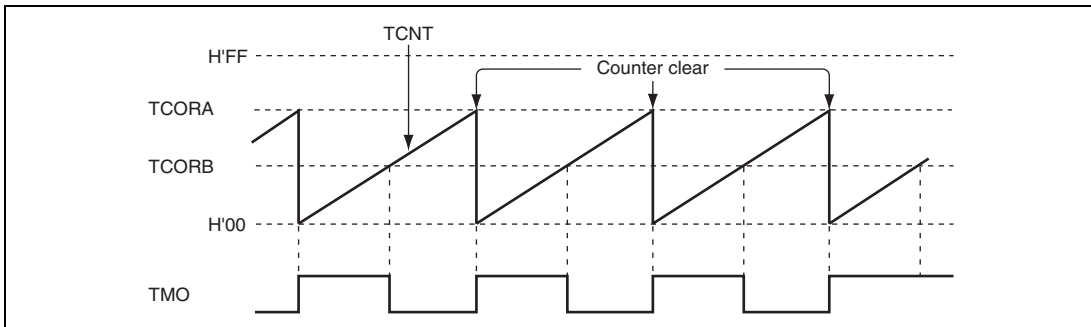 TCNT
H'FF
Counter clear
TCORA
TCORB
H'00
TMO